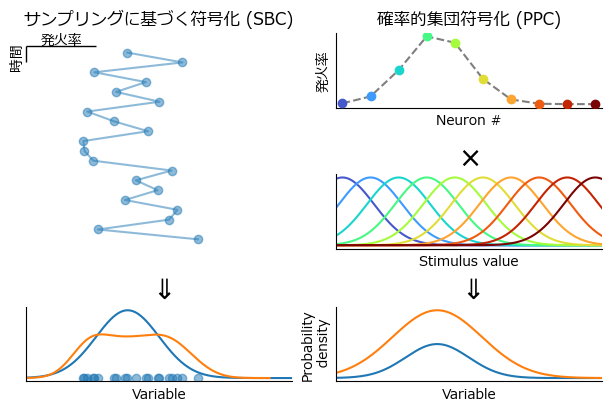 サンプリングに基づく符号化 (SBC)
発火率
時間
Variable
確率的集団符号化 (PPC)
発火率
Neuron #
×
Stimulus value
⇓
⇓
Probability
density
Variable